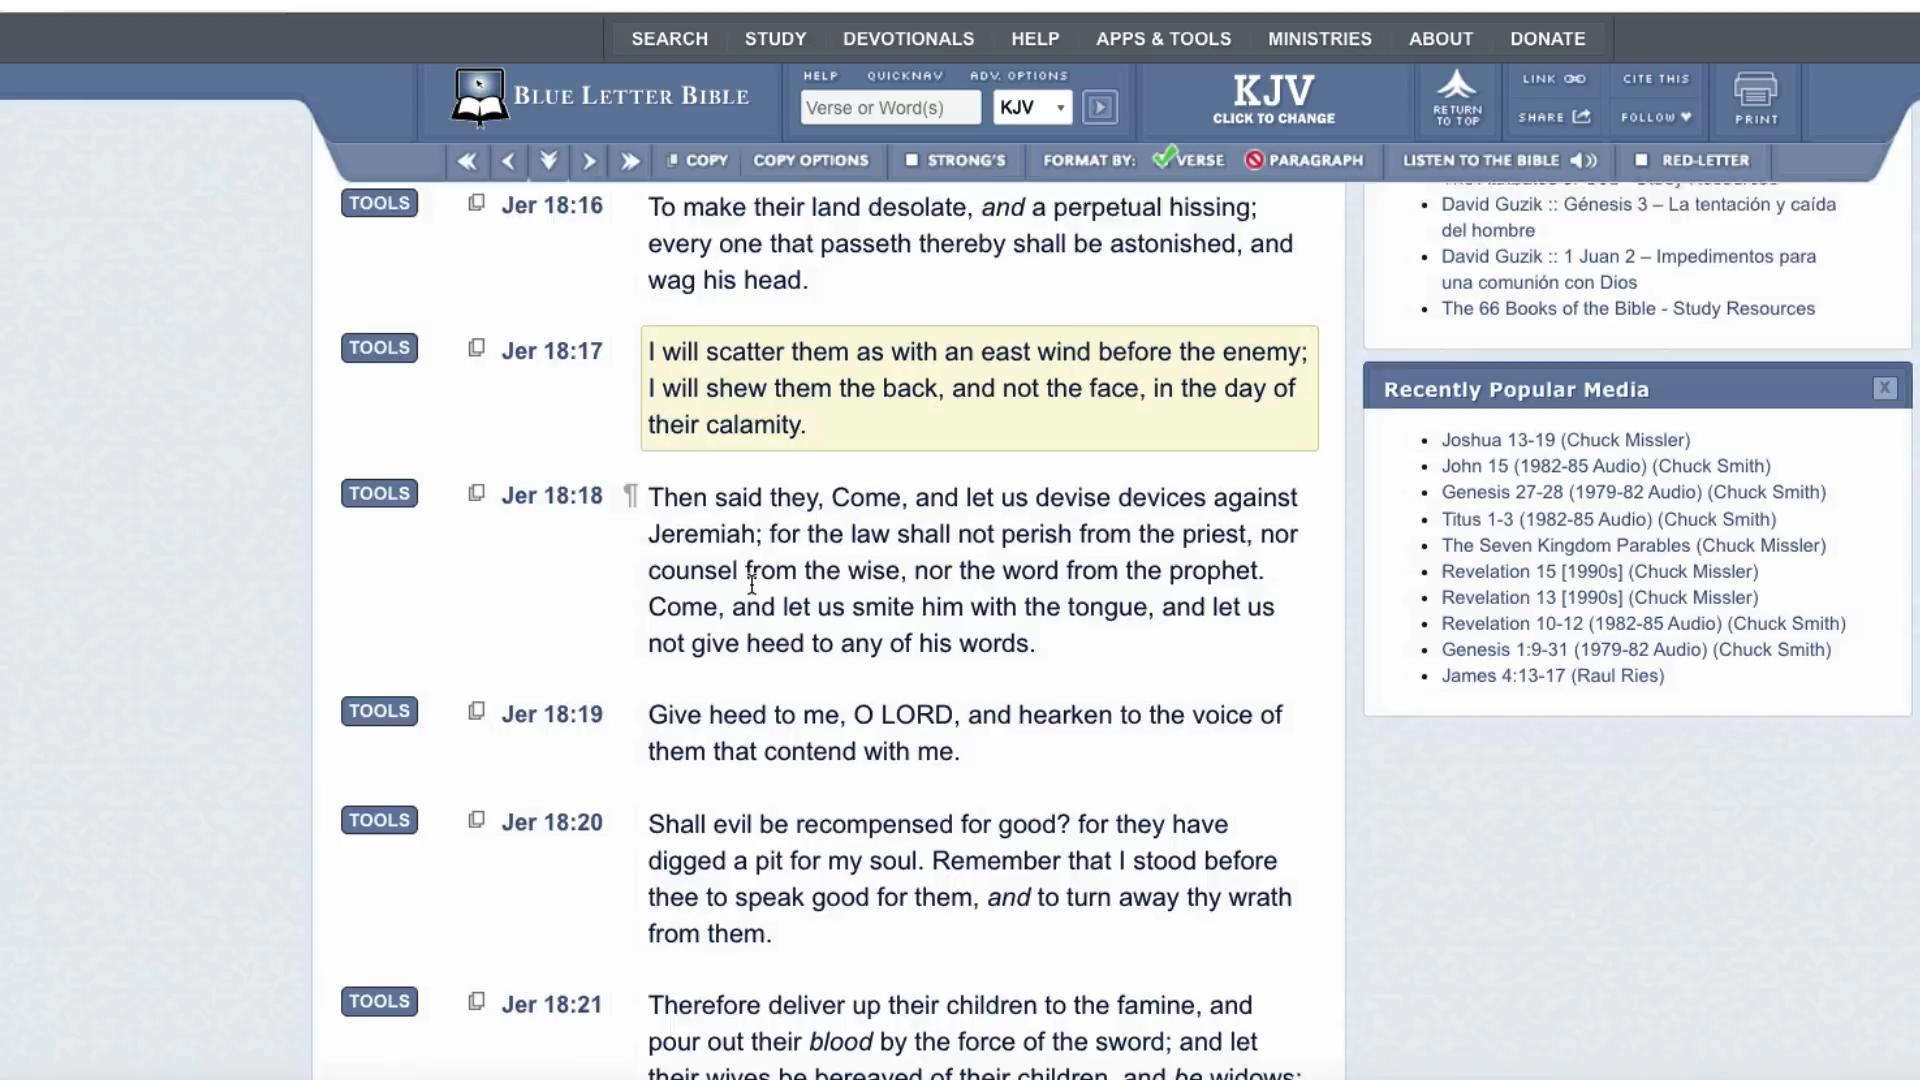 SEARCH STUDY DEVOTIONALS HELP APPS & TOOLS MINISTRIES ABOUT DONATE
BLUE LETTER BIBLE
HELP QUICKNAV ADV. OPTIONS
Verse or Word(s) KJV
KJV
CLICK TO CHANGE
RETURN
TO TOP
LINK CITE THIS
SHARE FOLLOW
PRINT
COPY COPY OPTIONS STRONG'S FORMAT BY: VERSE PARAGRAPH LISTEN TO THE BIBLE RED-LETTER
TOOLS Jer 18:16 To make their land desolate, and a perpetual hissing;
every one that passeth thereby shall be astonished, and
wag his head.
TOOLS Jer 18:17 I will scatter them as with an east wind before the enemy;
I will shew them the back, and not the face, in the day of
their calamity.
TOOLS Jer 18:18 ¶ Then said they, Come, and let us devise devices against
Jeremiah; for the law shall not perish from the priest, nor
counsel from the wise, nor the word from the prophet.
Come, and let us smite him with the tongue, and let us
not give heed to any of his words.
TOOLS Jer 18:19 Give heed to me, O LORD, and hearken to the voice of
them that contend with me.
TOOLS Jer 18:20 Shall evil be recompensed for good? for they have
digged a pit for my soul. Remember that I stood before
thee to speak good for them, and to turn away thy wrath
from them.
TOOLS Jer 18:21 Therefore deliver up their children to the famine, and
pour out their blood by the force of the sword; and let
their wives be bereaved of their children, and be widows;
David Guzik :: Génesis 3 – La tentación y caída
del hombre
David Guzik :: 1 Juan 2 – Impedimentos para
una comunión con Dios
The 66 Books of the Bible - Study Resources
Recently Popular Media X
Joshua 13-19 (Chuck Missler)
John 15 (1982-85 Audio) (Chuck Smith)
Genesis 27-28 (1979-82 Audio) (Chuck Smith)
Titus 1-3 (1982-85 Audio) (Chuck Smith)
The Seven Kingdom Parables (Chuck Missler)
Revelation 15 [1990s] (Chuck Missler)
Revelation 13 [1990s] (Chuck Missler)
Revelation 10-12 (1982-85 Audio) (Chuck Smith)
Genesis 1:9-31 (1979-82 Audio) (Chuck Smith)
James 4:13-17 (Raul Ries)